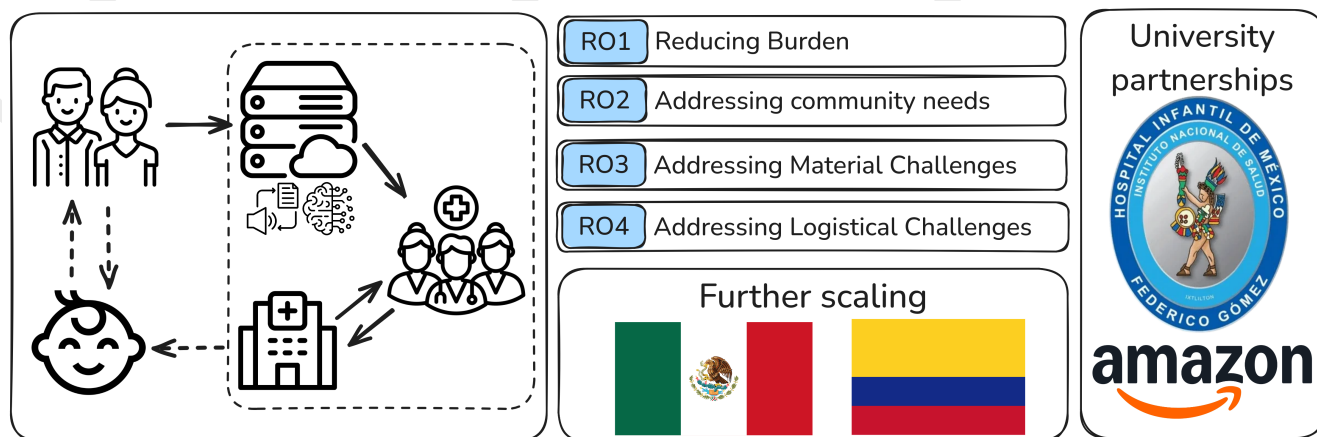 RO1 Reducing Burden
RO2 Addressing community needs
RO3 Addressing Material Challenges
RO4 Addressing Logistical Challenges
Further scaling
University
partnerships
HOSPITAL INFANTIL DE MÉXICO
INSTITUTO NACIONAL DE SALUD
IXTLILTON
FEDERICO GÓMEZ
amazon